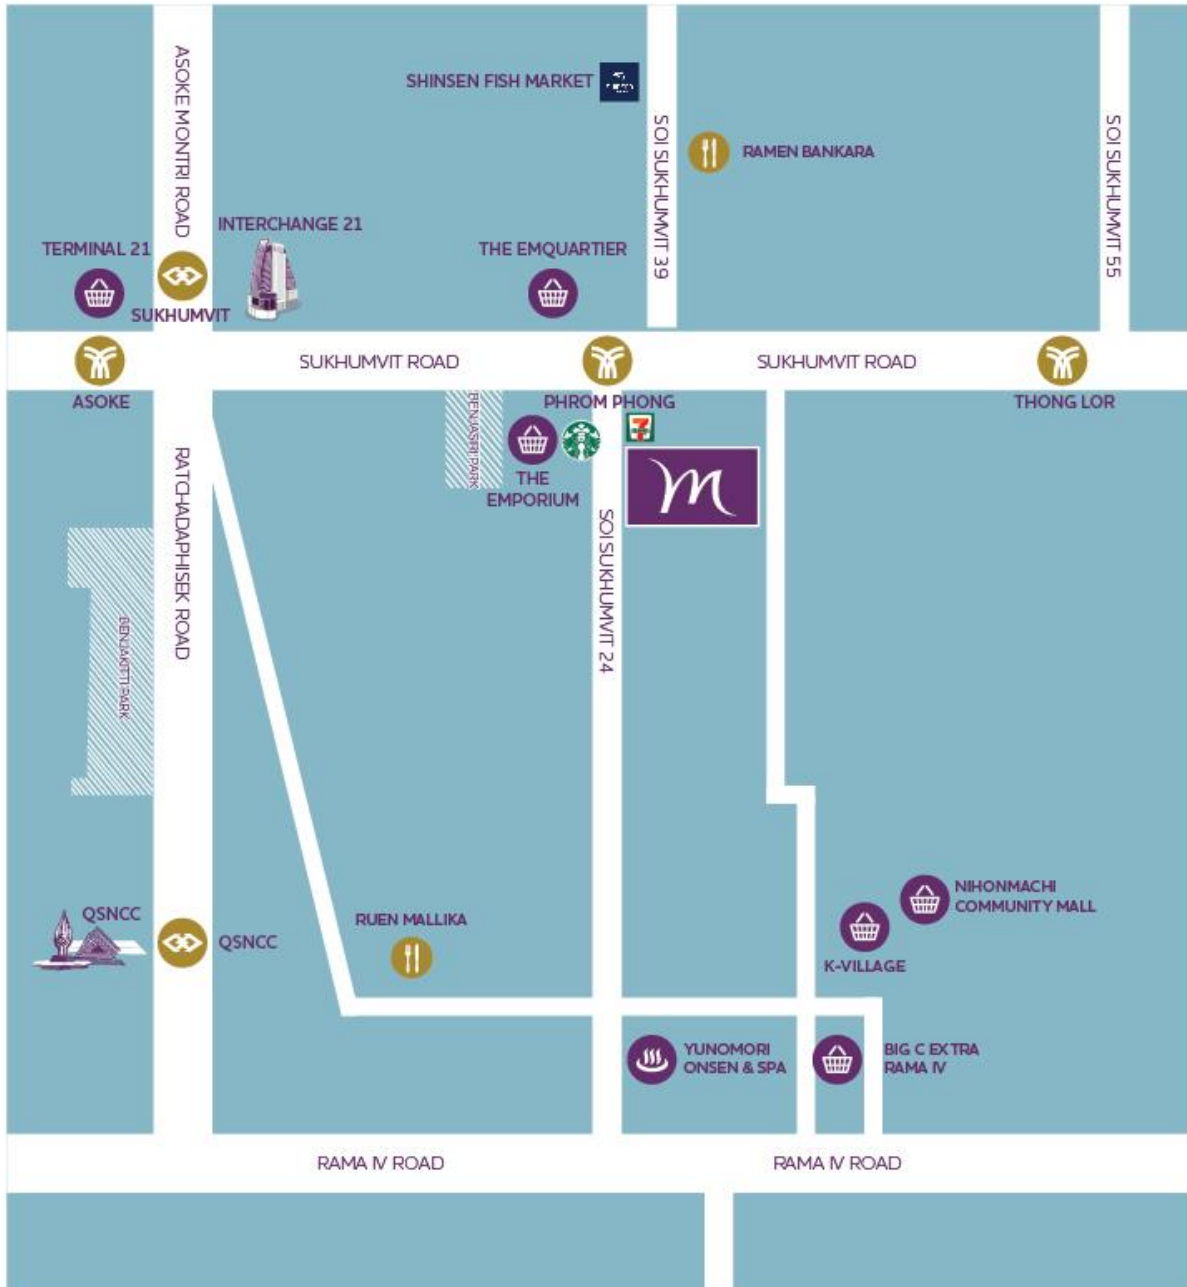 ASOKE MONTRI ROAD
SHINSEN FISH MARKET
SOI SUKHUMVIT 39
RAMEN BANKARA
SOI SUKHUMVIT 55
INTERCHANGE 21
TERMINAL 21
THE EMQUARTIER
SUKHUMVIT
SUKHUMVIT ROAD
SUKHUMVIT ROAD
ASOKE
PHROM PHONG
THONG LOR
BENJASIRI PARK
7
THE
EMPORIUM
m
RATCHADAPHISEK ROAD
SOI SUKHUMVIT 24
BENJAKITTI PARK
QSNCC
QSNCC
RUEN MALLIKA
NIHONMACHI
COMMUNITY MALL
K-VILLAGE
YUNOMORI
ONSEN & SPA
BIG C EXTRA
RAMA IV
RAMA IV ROAD
RAMA IV ROAD